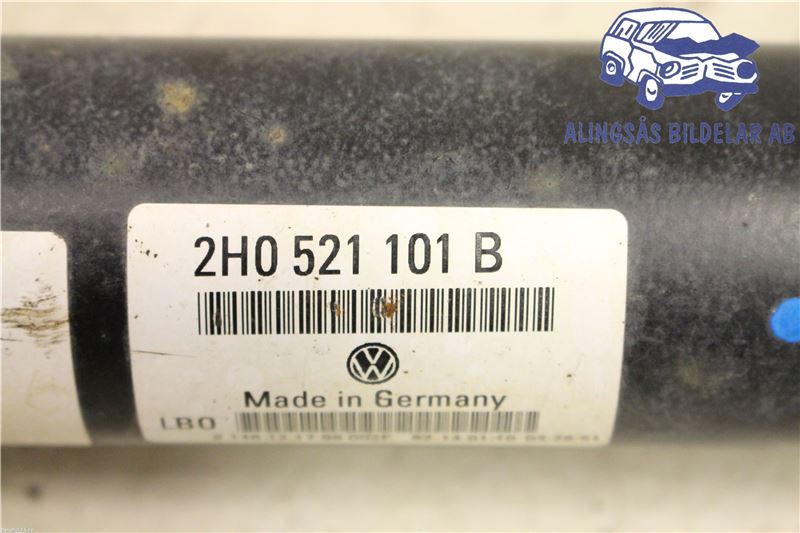 ALINGSÅS BILDELAR AB
2H0 521 101 B
Made in Germany
LBO